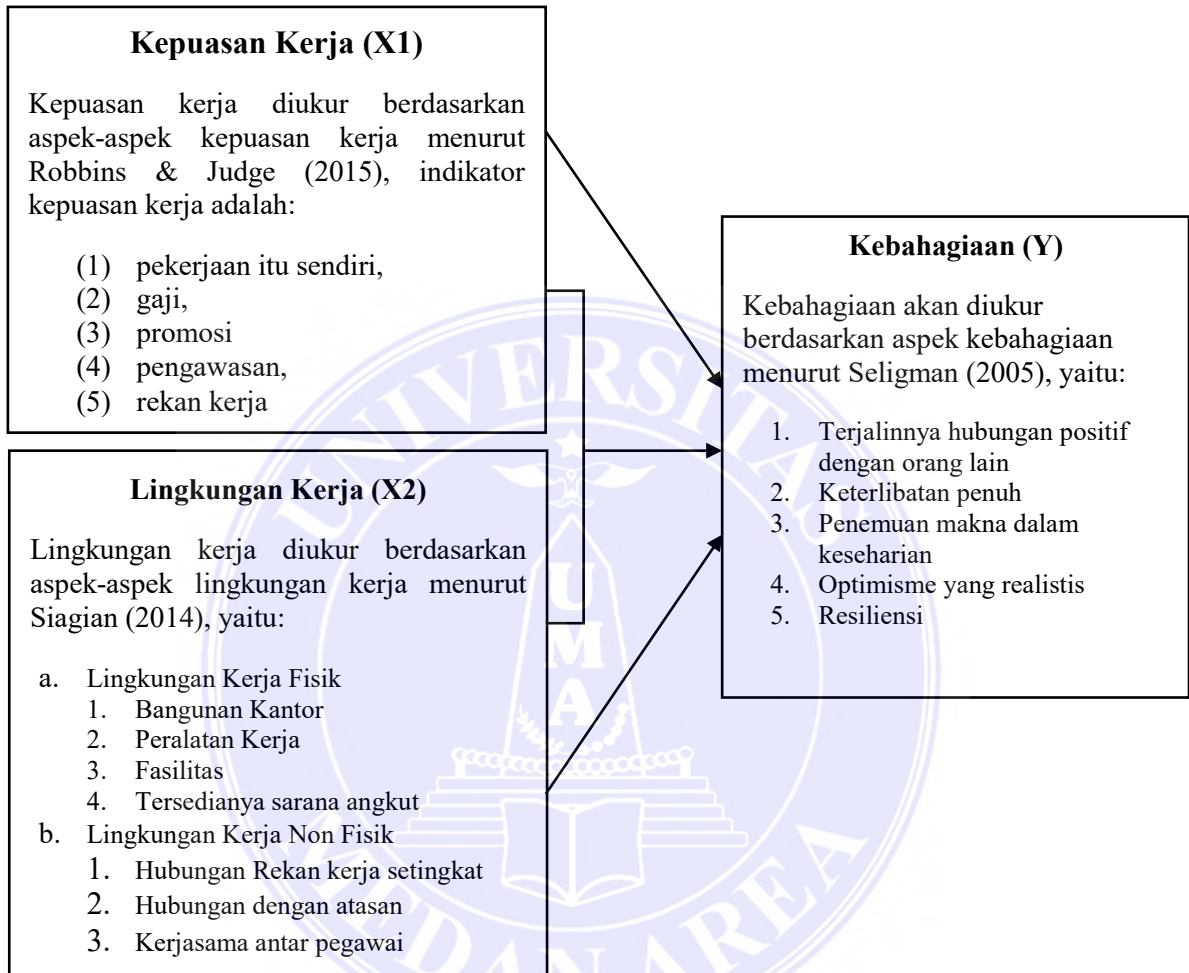 Kepuasan Kerja (X1)
Kepuasan kerja diukur berdasarkan
aspek-aspek kepuasan kerja menurut
Robbins & Judge (2015), indikator
kepuasan kerja adalah:
(1) pekerjaan itu sendiri,
(2) gaji,
(3) promosi
(4) pengawasan,
(5) rekan kerja
Lingkungan Kerja (X2)
Lingkungan kerja diukur berdasarkan
aspek-aspek lingkungan kerja menurut
Siagian (2014), yaitu:
a. Lingkungan Kerja Fisik
1. Bangunan Kantor
2. Peralatan Kerja
3. Fasilitas
4. Tersedianya sarana angkut
b. Lingkungan Kerja Non Fisik
1. Hubungan Rekan kerja setingkat
2. Hubungan dengan atasan
3. Kerjasama antar pegawai
Kebahagiaan (Y)
Kebahagiaan akan diukur
berdasarkan aspek kebahagiaan
menurut Seligman (2005), yaitu:
1. Terjalinnya hubungan positif
dengan orang lain
2. Keterlibatan penuh
3. Penemuan makna dalam
keseharian
4. Optimisme yang realistis
5. Resiliensi
UNIVERSITAS
UMA
MEDAN AREA